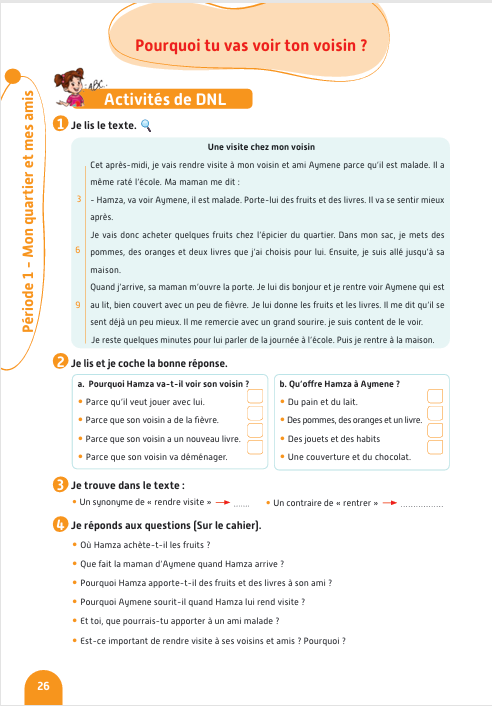 Pourquoi tu vas voir ton voisin ?
Période 1 - Mon quartier et mes amis
ABC
Activités de DNL
1 Je lis le texte.
Une visite chez mon voisin
Cet après-midi, je vais rendre visite à mon voisin et ami Aymene parce qu'il est malade. Il a
même raté l'école. Ma maman me dit :
3 - Hamza, va voir Aymene, il est malade. Porte-lui des fruits et des livres. Il va se sentir mieux
après.
Je vais donc acheter quelques fruits chez l'épicier du quartier. Dans mon sac, je mets des
6 pommes, des oranges et deux livres que j'ai choisis pour lui. Ensuite, je suis allé jusqu'à sa
maison.
Quand j'arrive, sa maman m'ouvre la porte. Je lui dis bonjour et je rentre voir Aymene qui est
9 au lit, bien couvert avec un peu de fièvre. Je lui donne les fruits et les livres. Il me dit qu'il se
sent déjà un peu mieux. Il me remercie avec un grand sourire. je suis content de le voir.
Je reste quelques minutes pour lui parler de la journée à l'école. Puis je rentre à la maison.
2 Je lis et je coche la bonne réponse.
a. Pourquoi Hamza va-t-il voir son voisin ?
• Parce qu'il veut jouer avec lui.
• Parce que son voisin a de la fièvre.
• Parce que son voisin a un nouveau livre.
• Parce que son voisin va déménager.
b. Qu'offre Hamza à Aymene ?
• Du pain et du lait.
• Des pommes, des oranges et un livre.
• Des jouets et des habits
• Une couverture et du chocolat.
3 Je trouve dans le texte :
• Un synonyme de « rendre visite » → ....... • Un contraire de « rentrer » → ................
4 Je réponds aux questions (Sur le cahier).
• Où Hamza achète-t-il les fruits ?
• Que fait la maman d'Aymene quand Hamza arrive ?
• Pourquoi Hamza apporte-t-il des fruits et des livres à son ami ?
• Pourquoi Aymene sourit-il quand Hamza lui rend visite ?
• Et toi, que pourrais-tu apporter à un ami malade ?
• Est-ce important de rendre visite à ses voisins et amis ? Pourquoi ?
26